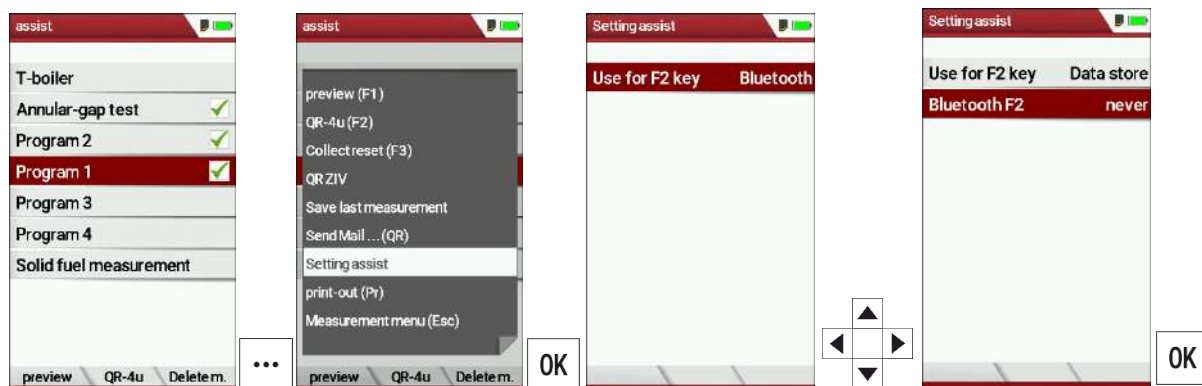 assist
T-boiler
Annular-gap test
Program 2
Program 1
Program 3
Program 4
Solid fuel measurement
preview QR-4u Delete m.
...
assist
preview (F1)
QR-4u (F2)
Collect reset (F3)
QR ZIV
Save last measurement
Send Mail ... (QR)
Setting assist
print-out (Pr)
Measurement menu (Esc)
preview QR-4u Delete m.
OK
Setting assist
Use for F2 key Bluetooth
Setting assist
Use for F2 key Data store
Bluetooth F2 never
OK